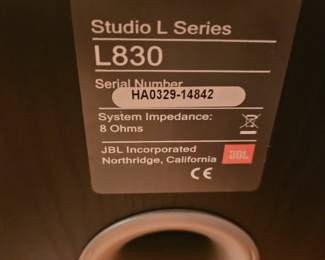 Studio L Series
L830
Serial Number
HA0329-14842
System Impedance:
8 Ohms
JBL Incorporated
Northridge, California
JBL
CE